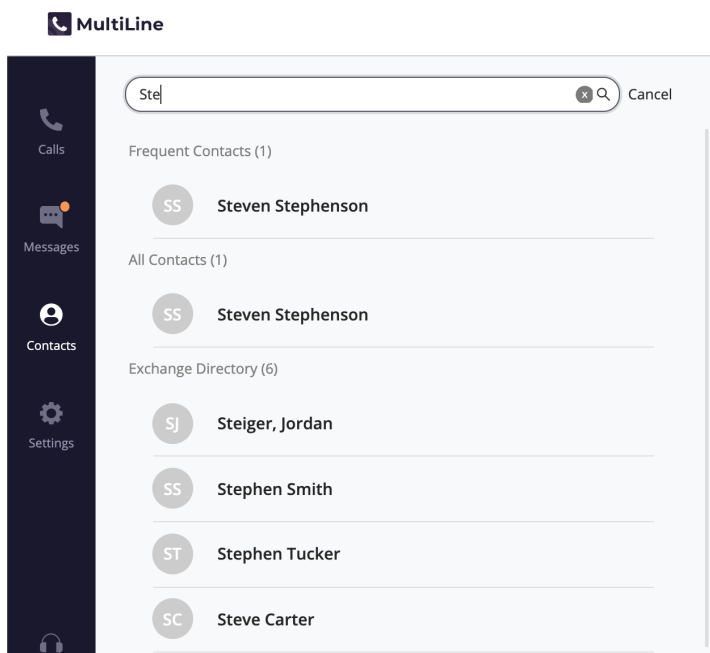 MultiLine
Ste
x
Cancel
Calls
Messages
Contacts
Settings
Frequent Contacts (1)
SS
Steven Stephenson
All Contacts (1)
SS
Steven Stephenson
Exchange Directory (6)
SJ
Steiger, Jordan
SS
Stephen Smith
ST
Stephen Tucker
SC
Steve Carter